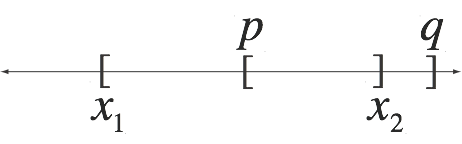 p q
[ [ ] ]
x₁ x₂